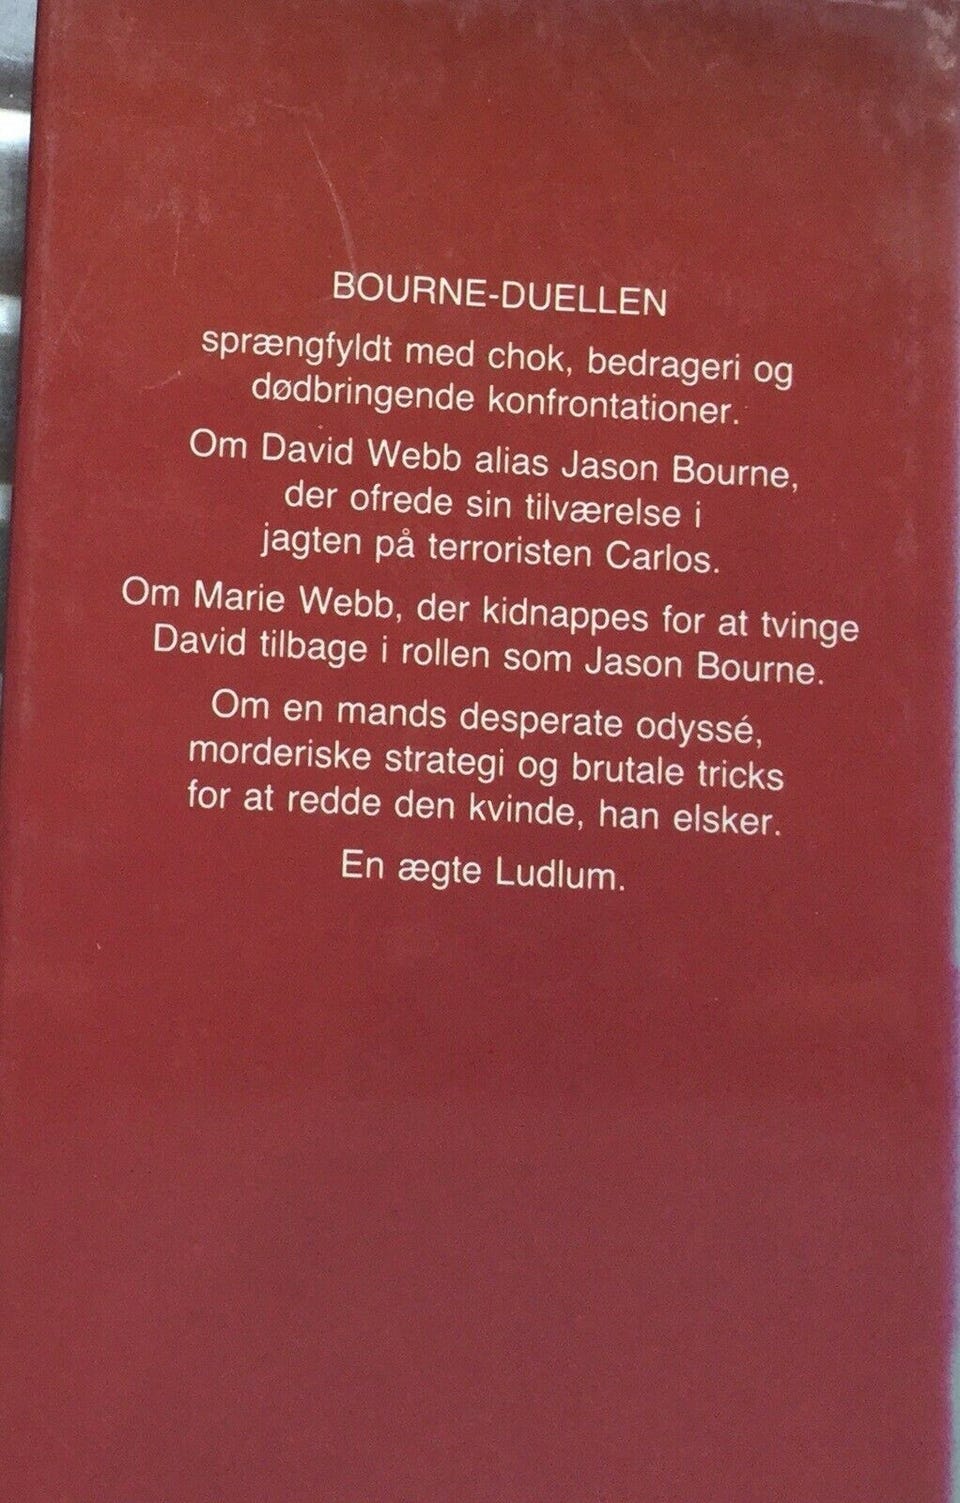 BOURNE-DUELLEN
sprængfyldt med chok, bedrageri og
dødbringende konfrontationer.
Om David Webb alias Jason Bourne,
der ofrede sin tilværelse i
jagten på terroristen Carlos.
Om Marie Webb, der kidnappes for at tvinge
David tilbage i rollen som Jason Bourne.
Om en mands desperate odyssé,
morderiske strategi og brutale tricks
for at redde den kvinde, han elsker.
En ægte Ludlum.